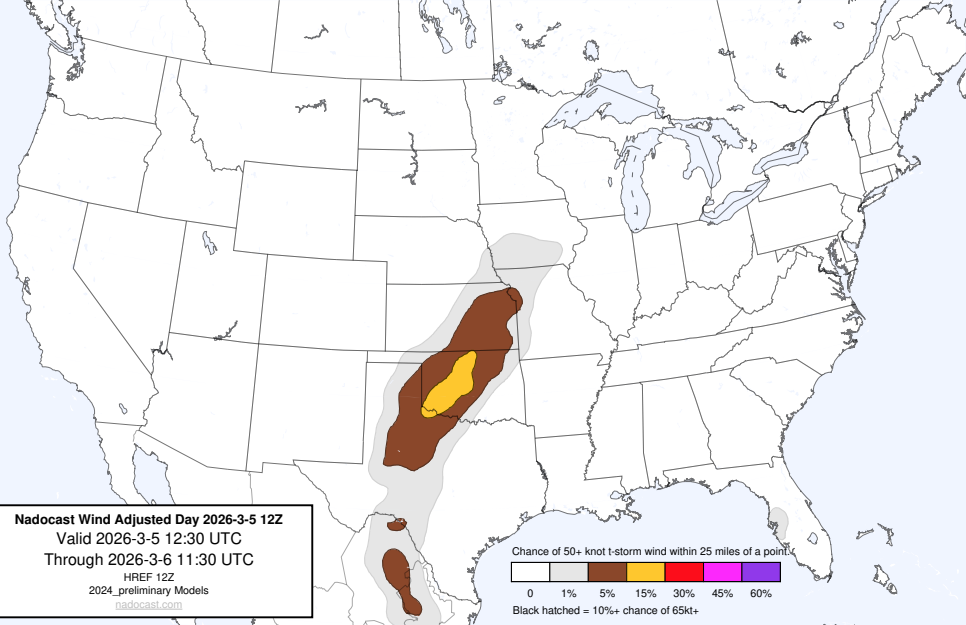 Nadocast Wind Adjusted Day 2026-3-5 12Z
Valid 2026-3-5 12:30 UTC
Through 2026-3-6 11:30 UTC
HREF 12Z
2024_preliminary Models
nadocast.com
Chance of 50+ knot t-storm wind within 25 miles of a point.
0 1% 5% 15% 30% 45% 60%
Black hatched = 10%+ chance of 65kt+